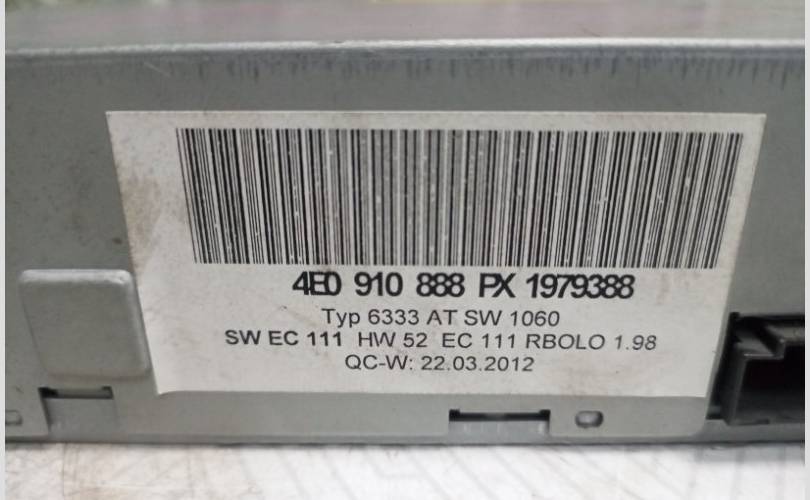 4E0 910 888 PX 1979388
Typ 6333 AT SW 1060
SW EC 111 HW 52 EC 111 RBOLO 1.98
QC-W: 22.03.2012